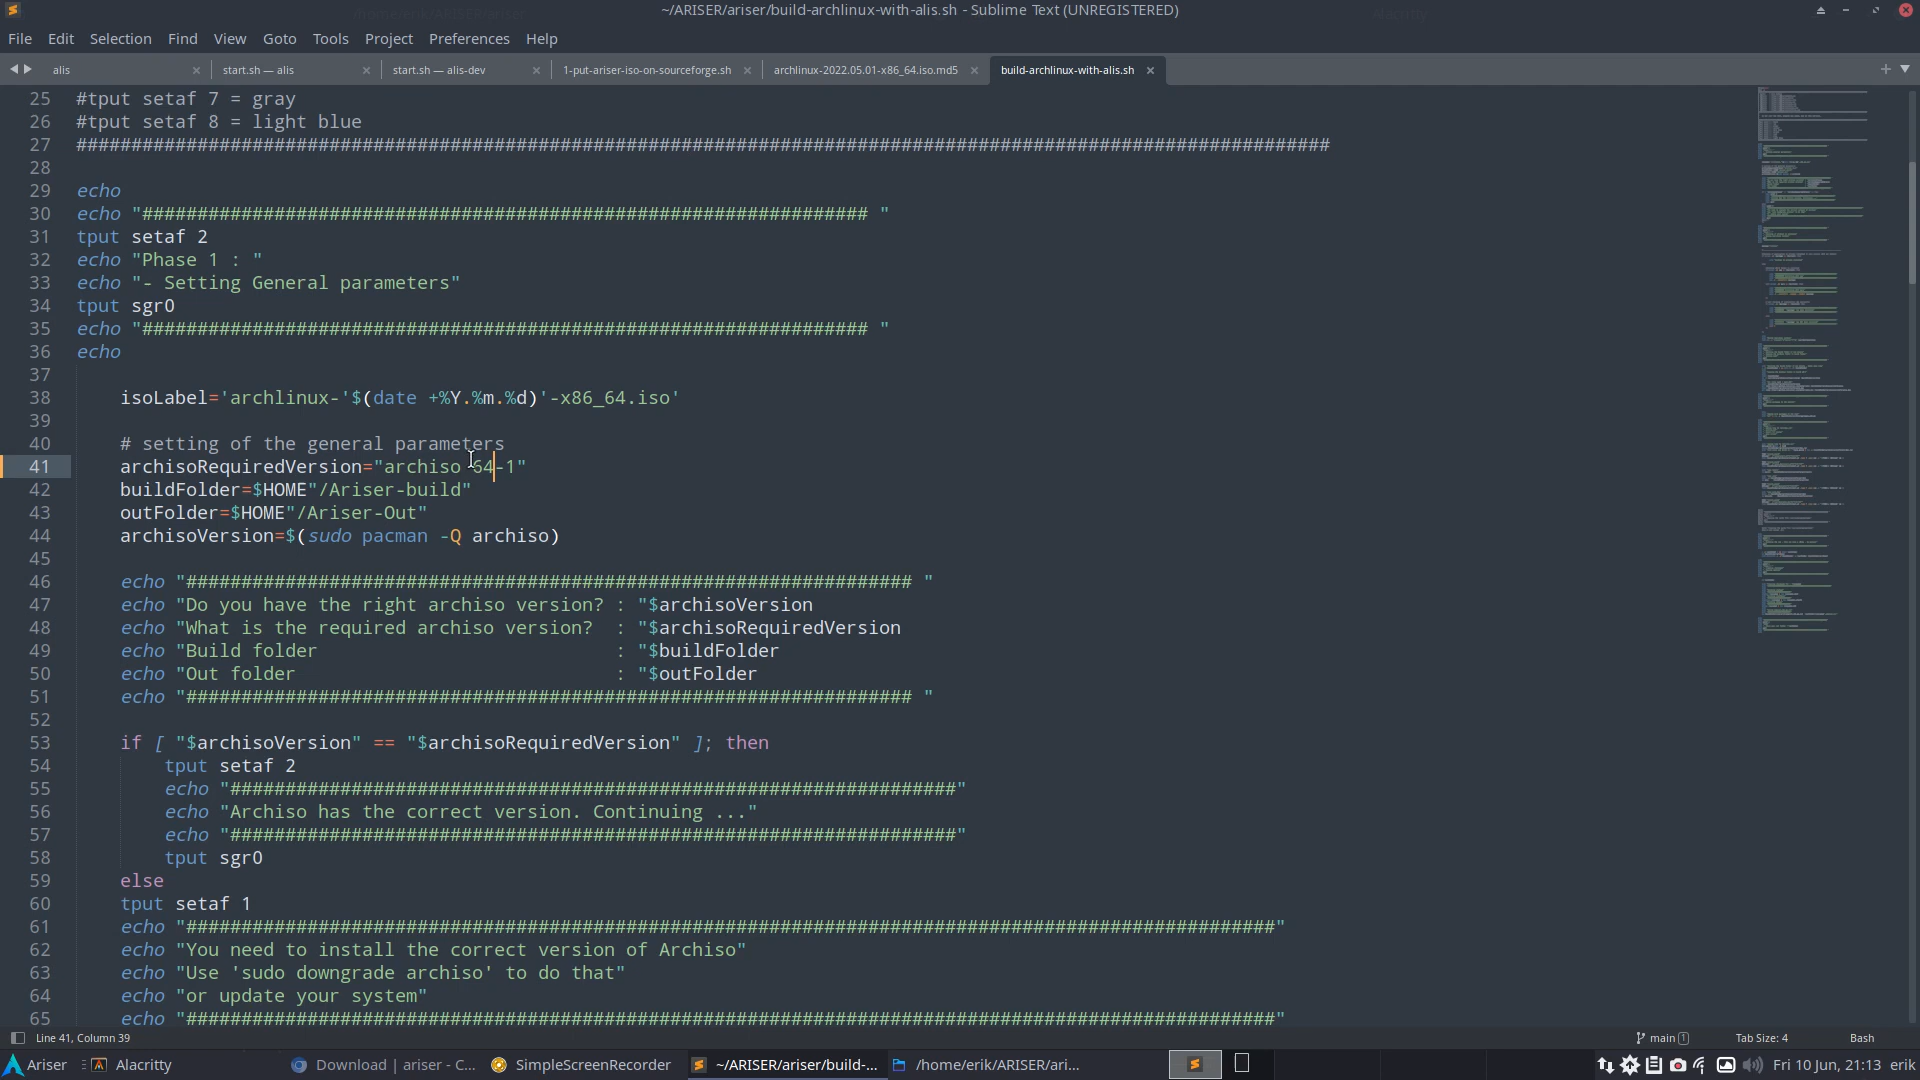 ~/ARISER/ariser/build-archlinux-with-alis.sh - Sublime Text (UNREGISTERED)
File Edit Selection Find View Goto Tools Project Preferences Help
alis start.sh — alis start.sh — alis-dev 1-put-ariser-iso-on-sourceforge.sh archlinux-2022.05.01-x86_64.iso.md5 build-archlinux-with-alis.sh
25 #tput setaf 7 = gray
26 #tput setaf 8 = light blue
27 ##################################################################################################################
28
29 echo
30 echo "################################################################## "
31 tput setaf 2
32 echo "Phase 1 : "
33 echo "- Setting General parameters"
34 tput sgr0
35 echo "################################################################## "
36 echo
37
38 isoLabel='archlinux-'$(date +%Y.%m.%d)'-x86_64.iso'
39
40 # setting of the general parameters
41 archisoRequiredVersion="archiso 64-1"
42 buildFolder=$HOME"/Ariser-build"
43 outFolder=$HOME"/Ariser-Out"
44 archisoVersion=$(sudo pacman -Q archiso)
45
46 echo "################################################################## "
47 echo "Do you have the right archiso version? : "$archisoVersion
48 echo "What is the required archiso version?  : "$archisoRequiredVersion
49 echo "Build folder                           : "$buildFolder
50 echo "Out folder                             : "$outFolder
51 echo "################################################################## "
52
53 if [ "$archisoVersion" == "$archisoRequiredVersion" ]; then
54 tput setaf 2
55 echo "##################################################################"
56 echo "Archiso has the correct version. Continuing ..."
57 echo "##################################################################"
58 tput sgr0
59 else
60 tput setaf 1
61 echo "###################################################################################################"
62 echo "You need to install the correct version of Archiso"
63 echo "Use 'sudo downgrade archiso' to do that"
64 echo "or update your system"
65 echo "###################################################################################################"
Line 41, Column 39 main 1 Tab Size: 4 Bash
Ariser Alacritty Download | ariser - C... SimpleScreenRecorder ~/ARISER/ariser/build-... /home/erik/ARISER/ari... Fri 10 Jun, 21:13 erik